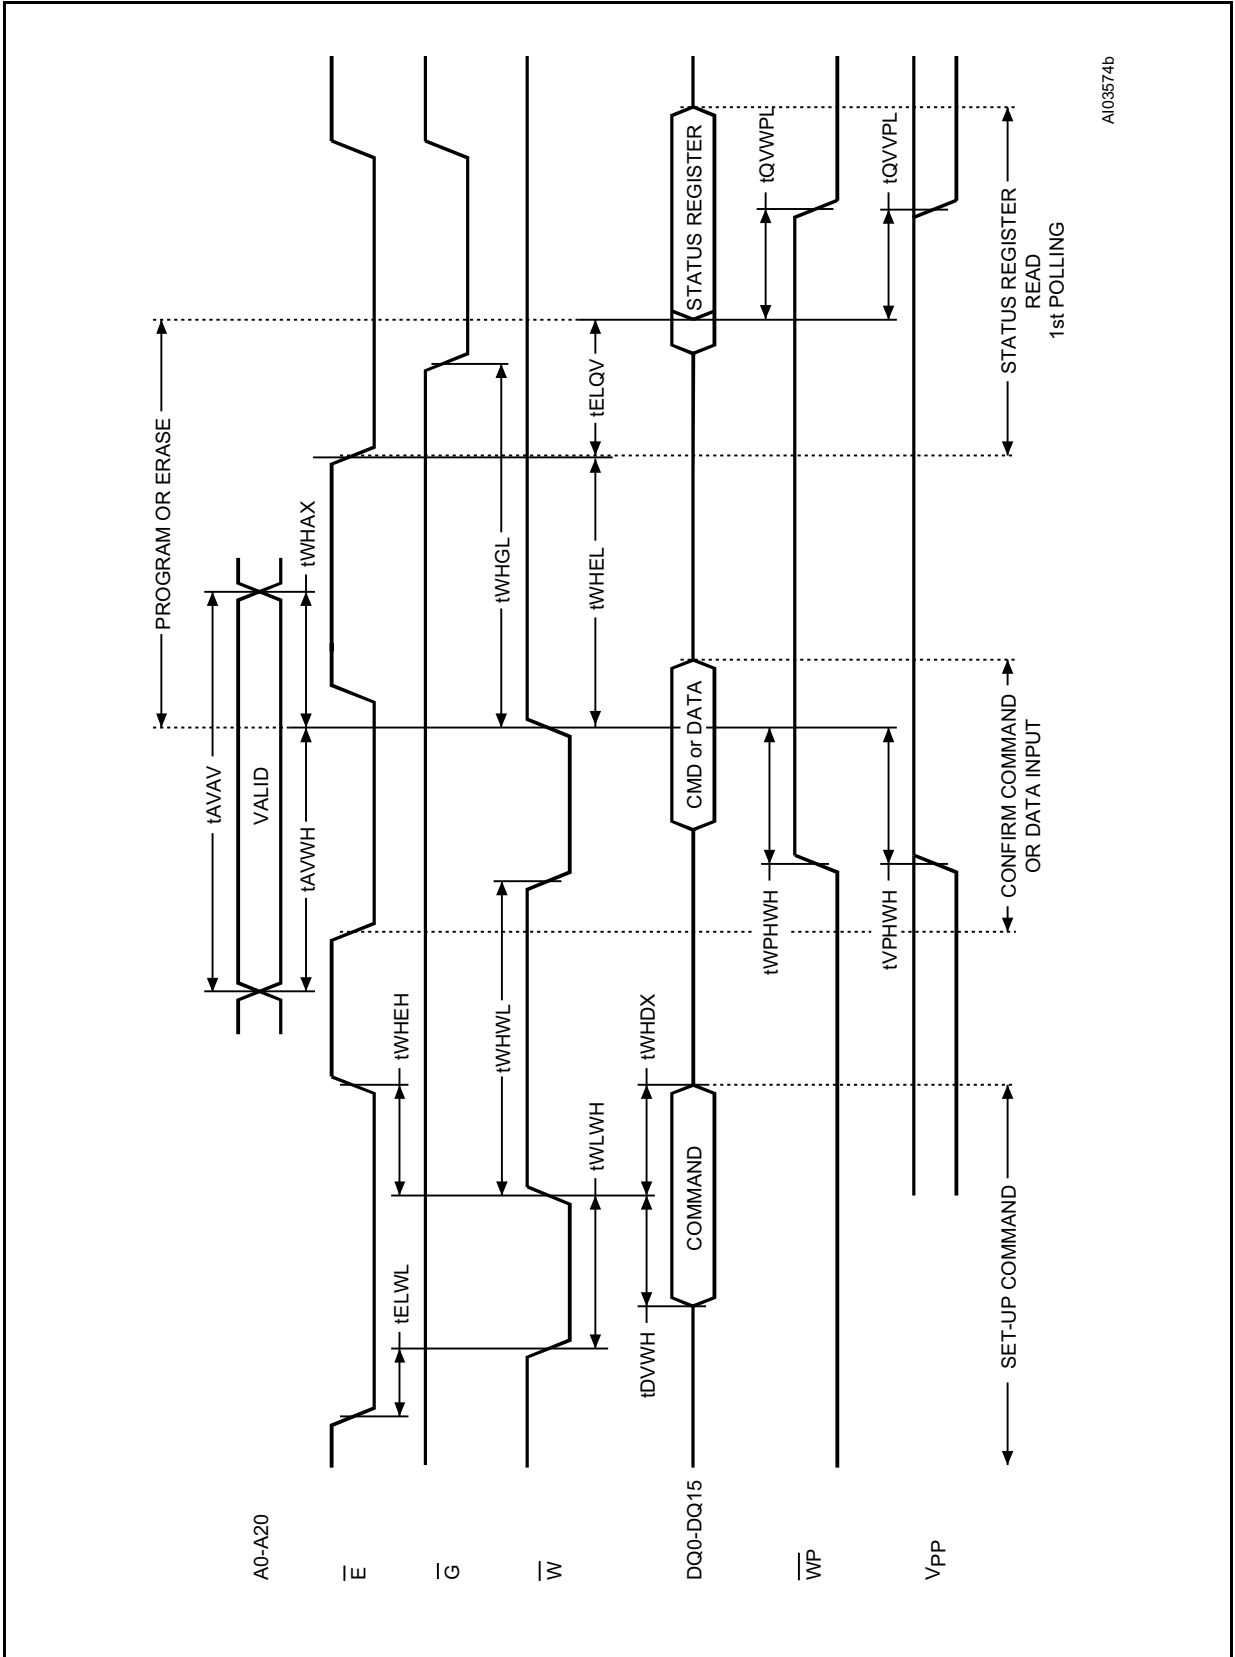 A0-A20
VALID
tAVAV
tAVWH
tWHAX
PROGRAM OR ERASE
E
tELWL
tWHEH
G
tWHWL
tWHGL
W
tWLWH
tWHEL
tELQV
tDVWH
tWHDX
DQ0-DQ15
COMMAND
CMD or DATA
STATUS REGISTER
WP
tWPHWH
tQVWPL
VPP
tVPHWH
tQVVPL
SET-UP COMMAND
CONFIRM COMMAND
OR DATA INPUT
STATUS REGISTER
READ
1st POLLING
AI03574b